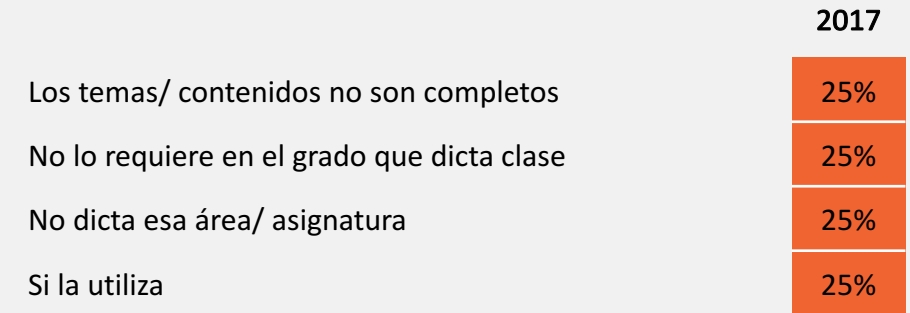 2017
Los temas/ contenidos no son completos 25%
No lo requiere en el grado que dicta clase 25%
No dicta esa área/ asignatura 25%
Si la utiliza 25%